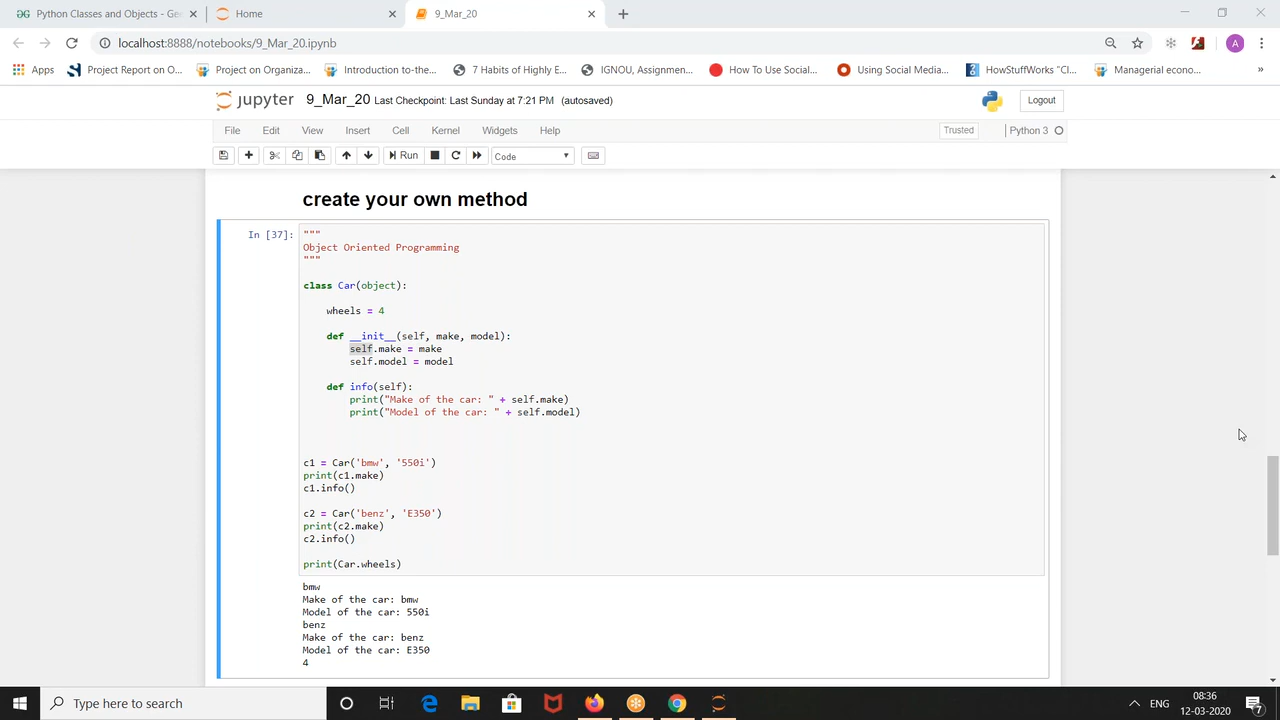 Python Classes and Objects - Ge
Home
9_Mar_20
localhost:8888/notebooks/9_Mar_20.ipynb
A
Apps
Project Report on O...
Project on Organiza...
Introduction to-the...
7 Habits of Highly E...
IGNOU, Assignmen...
How To Use Social...
Using Social Media...
HowStuffWorks "Cl...
Managerial econo...
»
jupyter 9_Mar_20 Last Checkpoint: Last Sunday at 7:21 PM (autosaved)
Logout
File Edit View Insert Cell Kernel Widgets Help
Trusted
Python 3
Run
Code
create your own method
In [37]:
"""
Object Oriented Programming
"""
class Car(object):
wheels = 4
def __init__(self, make, model):
self.make = make
self.model = model
def info(self):
print("Make of the car: " + self.make)
print("Model of the car: " + self.model)
c1 = Car('bmw', '550i')
print(c1.make)
c1.info()
c2 = Car('benz', 'E350')
print(c2.make)
c2.info()
print(Car.wheels)
bmw
Make of the car: bmw
Model of the car: 550i
benz
Make of the car: benz
Model of the car: E350
4
Type here to search
ENG
08:36
12-03-2020
7